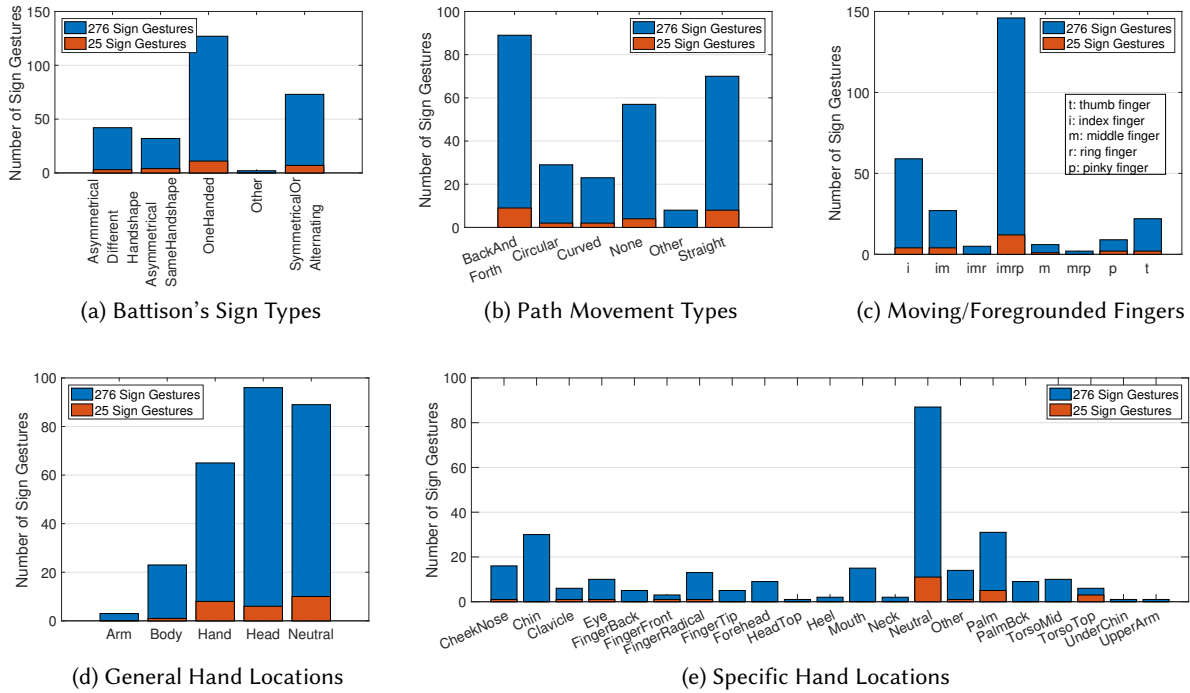 150
100
50
0
Number of Sign Gestures
276 Sign Gestures
25 Sign Gestures
Asymmetrical
Different
Handshape
Asymmetrical
SameHandshape
OneHanded
Other
SymmetricalOr
Alternating
(a) Battison's Sign Types
100
80
60
40
20
0
Number of Sign Gestures
276 Sign Gestures
25 Sign Gestures
BackAnd
Forth
Circular
Curved
None
Other
Straight
(b) Path Movement Types
150
100
50
0
Number of Sign Gestures
276 Sign Gestures
25 Sign Gestures
t: thumb finger
i: index finger
m: middle finger
r: ring finger
p: pinky finger
i im imr imrp m mrp p t
(c) Moving/Foregrounded Fingers
100
80
60
40
20
0
Number of Sign Gestures
276 Sign Gestures
25 Sign Gestures
Arm Body Hand Head Neutral
(d) General Hand Locations
100
80
60
40
20
0
Number of Sign Gestures
276 Sign Gestures
25 Sign Gestures
CheekNose
Chin
Clavicle
Eye
FingerBack
FingerFront
FingerRadical
FingerTip
Forehead
HeadTop
Heel
Mouth
Neck
Neutral
Other
Palm
PalmBck
TorsoMid
TorsoTop
UnderChin
UpperArm
(e) Specific Hand Locations